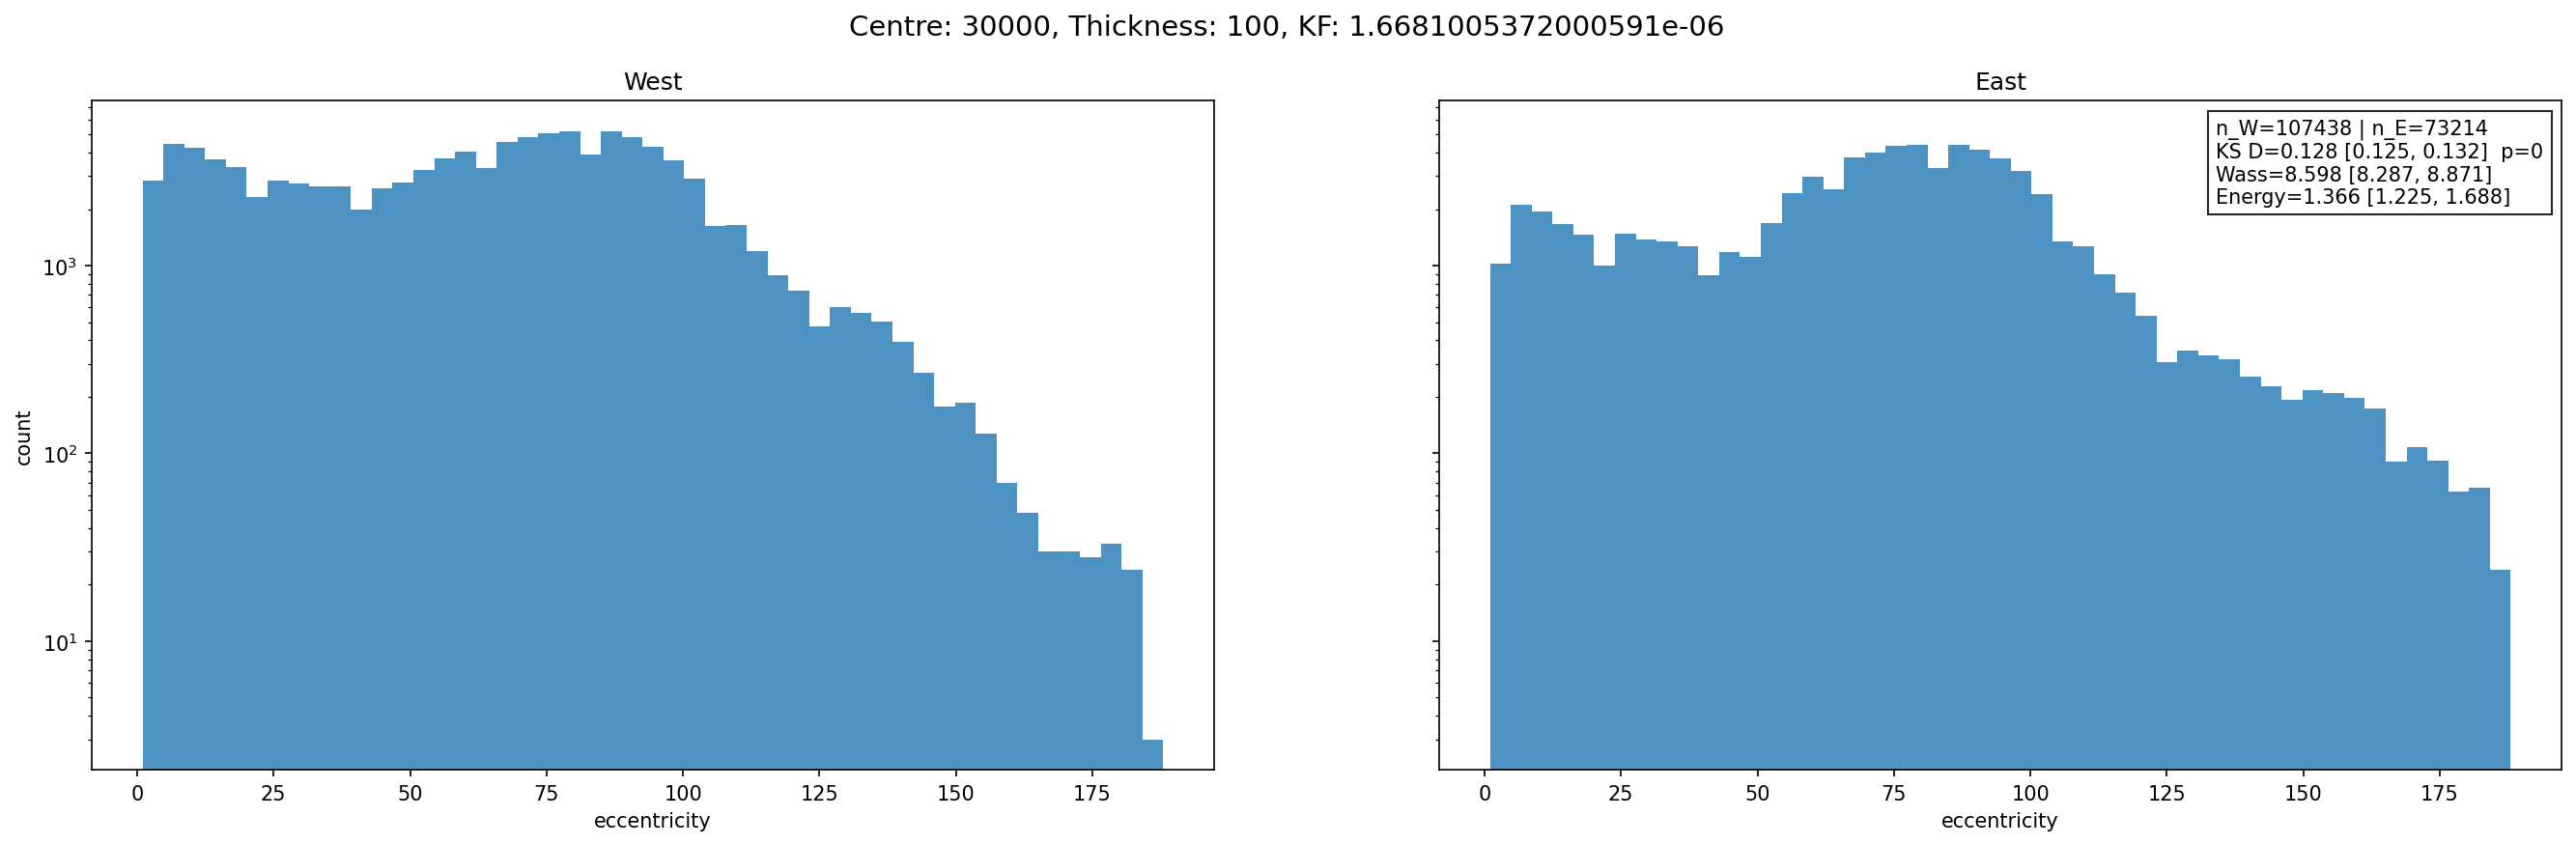 Centre: 30000, Thickness: 100, KF: 1.6681005372000591e-06
West
East
n_W=107438 | n_E=73214
KS D=0.128 [0.125, 0.132]  p=0
Wass=8.598 [8.287, 8.871]
Energy=1.366 [1.225, 1.688]
count
10³
10²
10¹
0 25 50 75 100 125 150 175
eccentricity
0 25 50 75 100 125 150 175
eccentricity